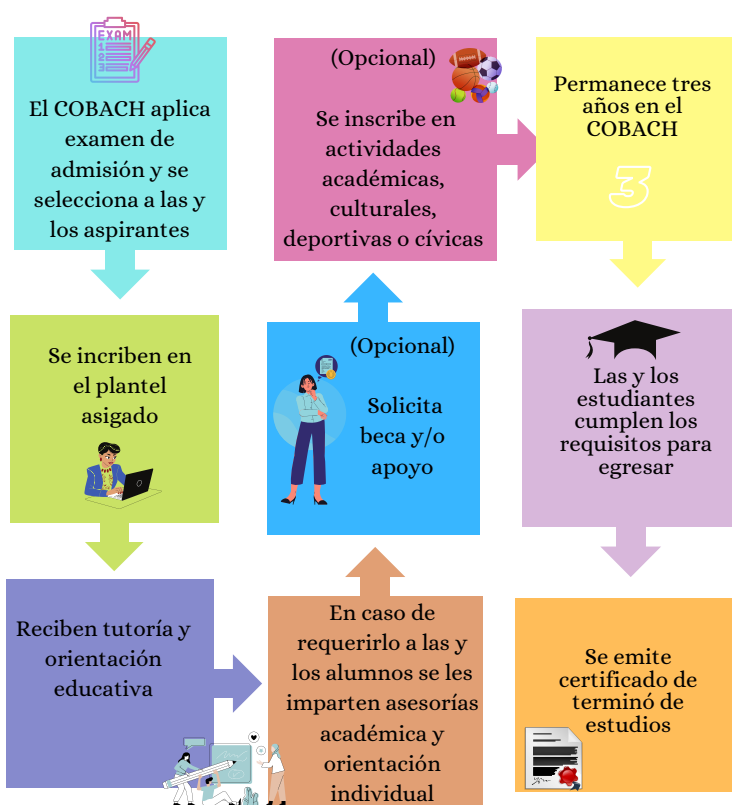 EXAM
1
2
3
El COBACH aplica
examen de
admisión y se
selecciona a las y
los aspirantes
Se incriben en
el plantel
asigado
Reciben tutoría y
orientación
educativa
En caso de
requerirlo a las y
los alumnos se les
imparten asesorías
académica y
orientación
individual
(Opcional)
Solicita
beca y/o
apoyo
(Opcional)
Se inscribe en
actividades
académicas,
culturales,
deportivas o cívicas
Permanece tres
años en el
COBACH
3
Las y los
estudiantes
cumplen los
requisitos para
egresar
Se emite
certificado de
terminó de
estudios